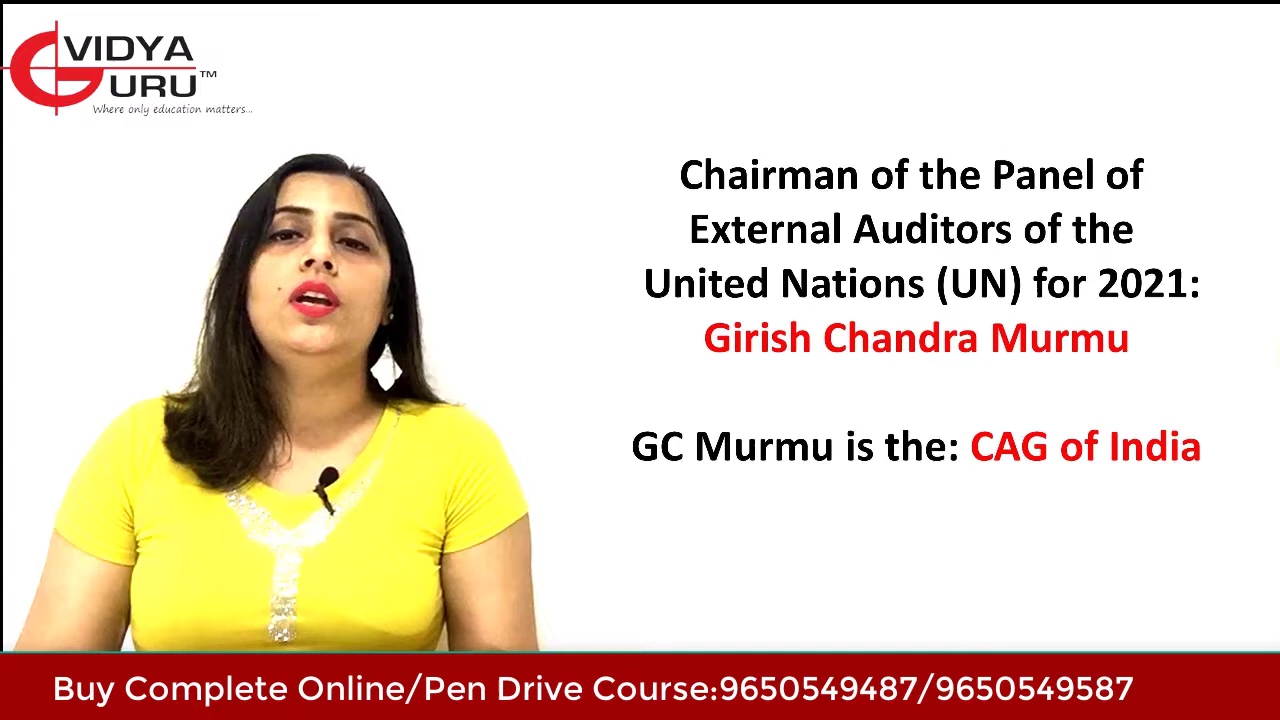 VIDYA
GURU™
Where only education matters...
Chairman of the Panel of
External Auditors of the
United Nations (UN) for 2021:
Girish Chandra Murmu
GC Murmu is the: CAG of India
Buy Complete Online/Pen Drive Course:9650549487/9650549587